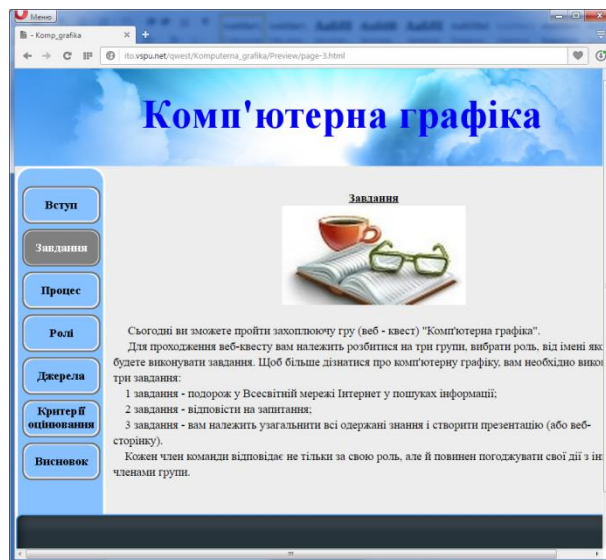 Меню
- Komp_grafika
ito.vspu.net/qwest/Komputerna_grafika/Preview/page-3.html
Комп'ютерна графіка
Вступ
Завдання
Процес
Ролі
Джерела
Критерії
оцінювання
Висновок
Завдання
Сьогодні ви зможете пройти захоплюючу гру (веб - квест) "Комп'ютерна графіка".
Для проходження веб-квесту вам належить розбитися на три групи, вибрати роль, від імені яко
будете виконувати завдання. Щоб більше дізнатися про комп'ютерну графіку, вам необхідно викон
три завдання:
1 завдання - подорож у Всесвітній мережі Інтернет у пошуках інформації;
2 завдання - відповісти на запитання;
3 завдання - вам належить узагальнити всі одержані знання і створити презентацію (або веб-
сторінку).
Кожен член команди відповідає не тільки за свою роль, але й повинен погоджувати свої дії з ін
членами групи.